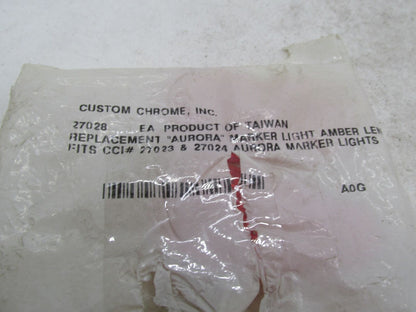 CUSTOM CHROME, INC.
27028 EA PRODUCT OF TAIWAN
REPLACEMENT "AURORA" MARKER LIGHT AMBER LEN
FITS CCI# 27023 & 27024 AURORA MARKER LIGHTS
A0G